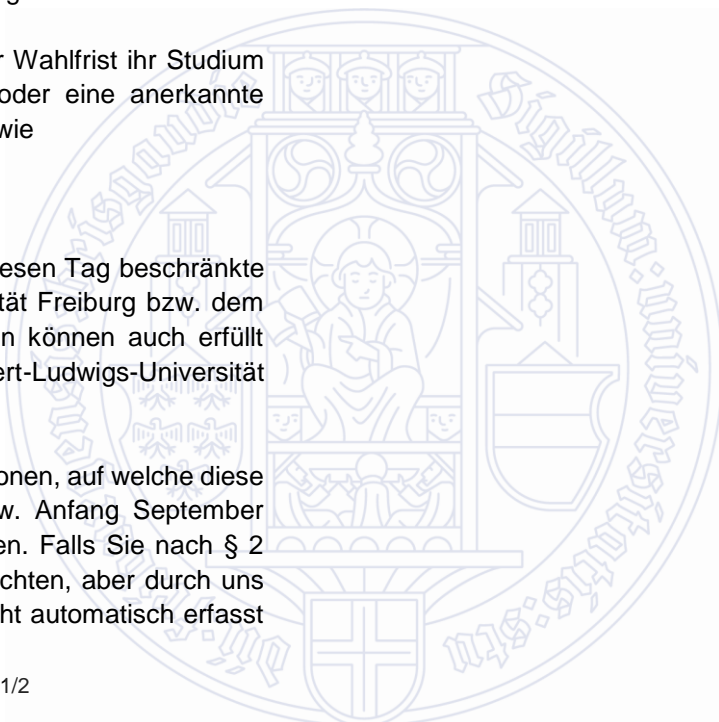 r Wahlfrist ihr Studium
oder eine anerkannte
wie
iesen Tag beschränkte
tät Freiburg bzw. dem
n können auch erfüllt
ert-Ludwigs-Universität
onen, auf welche diese
w. Anfang September
en. Falls Sie nach § 2
chten, aber durch uns
cht automatisch erfasst
1/2